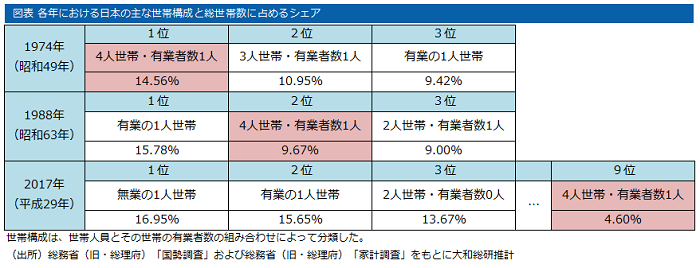 図表 各年における日本の主な世帯構成と総世帯数に占めるシェア
1974年
（昭和49年）
1位 2位 3位
4人世帯・有業者数1人 3人世帯・有業者数1人 有業の1人世帯
14.56% 10.95% 9.42%
1988年
（昭和63年）
1位 2位 3位
有業の1人世帯 4人世帯・有業者数1人 2人世帯・有業者数1人
15.78% 9.67% 9.00%
2017年
（平成29年）
1位 2位 3位 9位
無業の1人世帯 有業の1人世帯 2人世帯・有業者数0人 … 4人世帯・有業者数1人
16.95% 15.65% 13.67% 4.60%
世帯構成は、世帯人員とその世帯の有業者数の組み合わせによって分類した。
（出所）総務省（旧・総理府）「国勢調査」および総務省（旧・総理府）「家計調査」をもとに大和総研推計